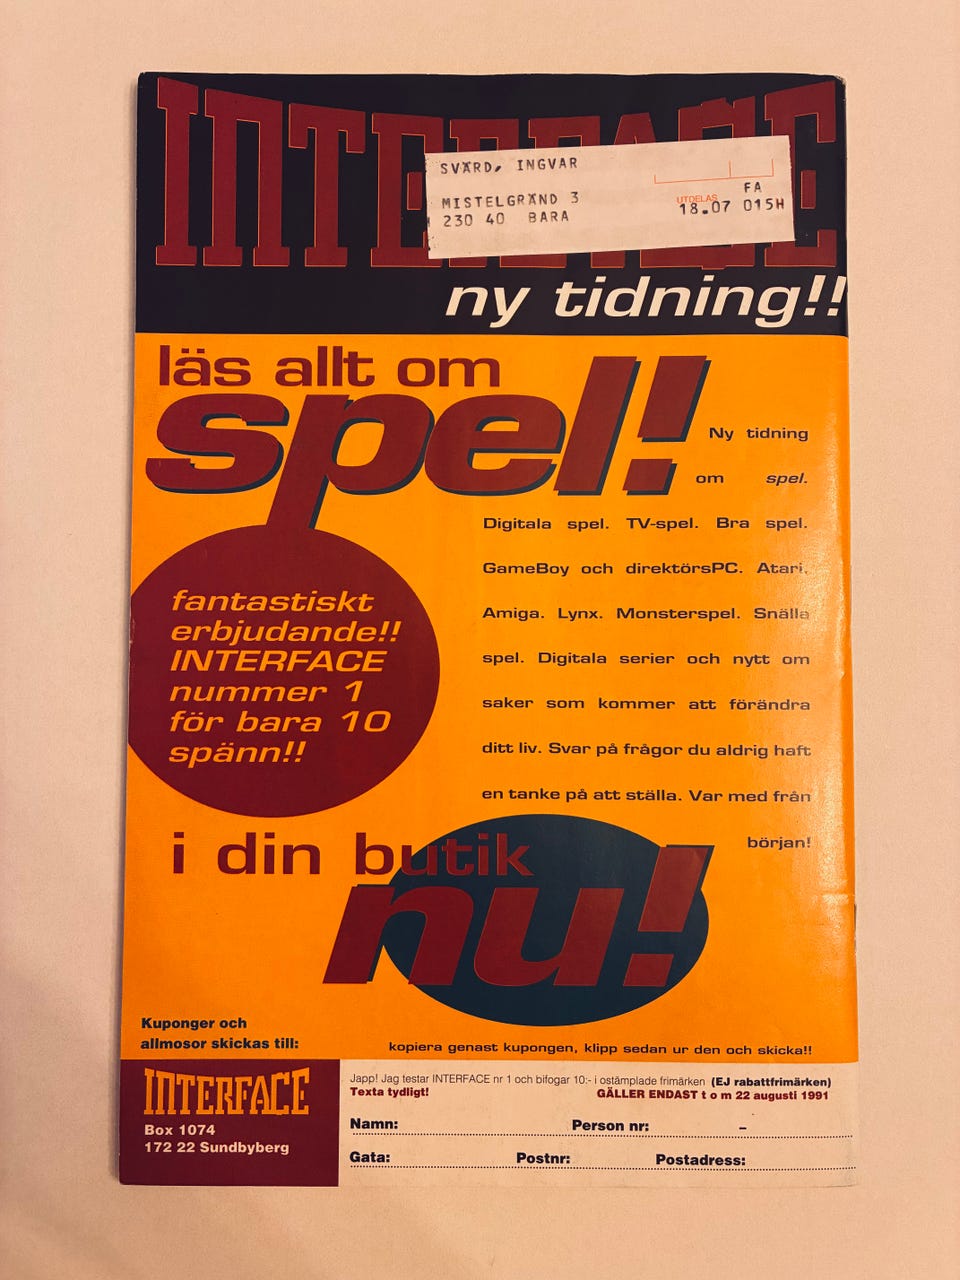 INTERFACE
SVÄRD, INGVAR
MISTELGRÄND 3
230 40 BARA
UTDELAS
FA
18.07 015H
ny tidning!!
läs allt om
spel!
Ny tidning
om spel.
Digitala spel. TV-spel. Bra spel.
GameBoy och direktörsPC. Atari.
Amiga. Lynx. Monsterspel. Snälla
spel. Digitala serier och nytt om
saker som kommer att förändra
ditt liv. Svar på frågor du aldrig haft
en tanke på att ställa. Var med från
början!
fantastiskt
erbjudande!!
INTERFACE
nummer 1
för bara 10
spänn!!
i din butik
nu!
Kuponger och
allmosor skickas till:
kopiera genast kupongen, klipp sedan ur den och skicka!!
INTERFACE
Box 1074
172 22 Sundbyberg
Japp! Jag testar INTERFACE nr 1 och bifogar 10:- i ostämplade frimärken (EJ rabattfrimärken)
Texta tydligt! GÄLLER ENDAST t o m 22 augusti 1991
Namn: Person nr: –
Gata: Postnr: Postadress: